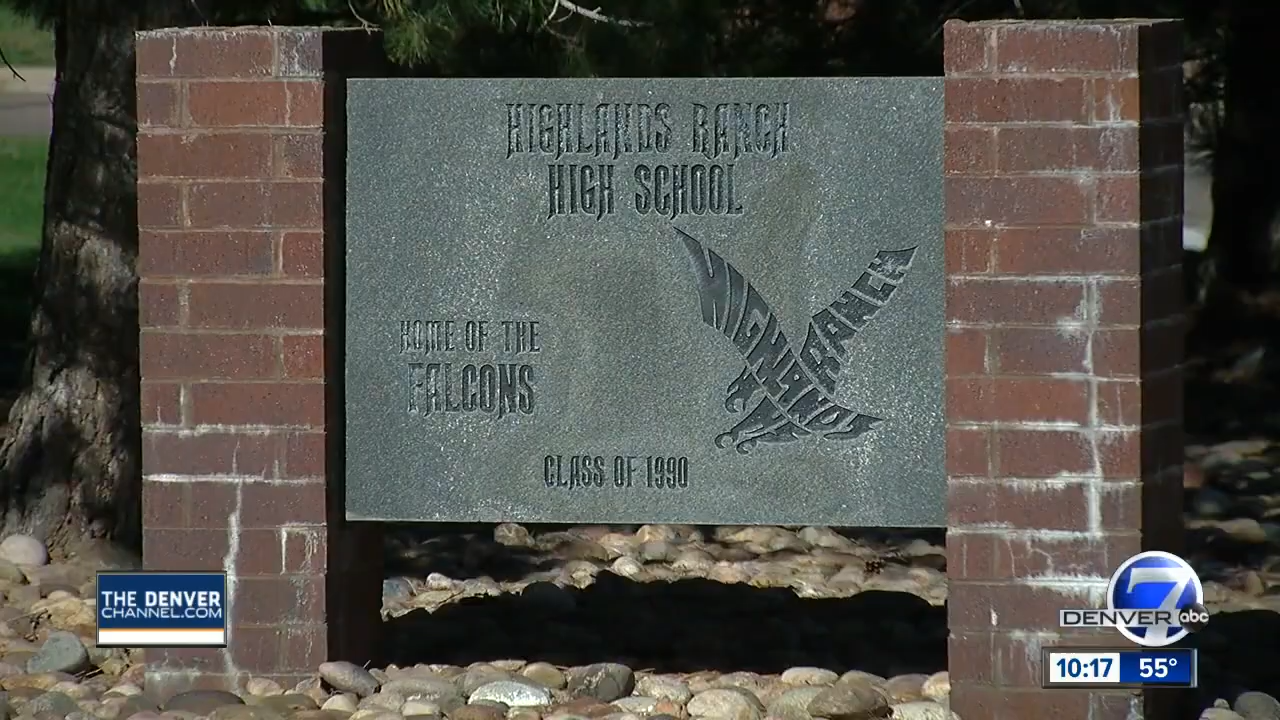 HIGHLANDS RANCH
HIGH SCHOOL
HIGHLANDS
RANCH
HOME OF THE
FALCONS
CLASS OF 1990
THE DENVER
CHANNEL.COM
DENVER 7 abc
10:17 55°